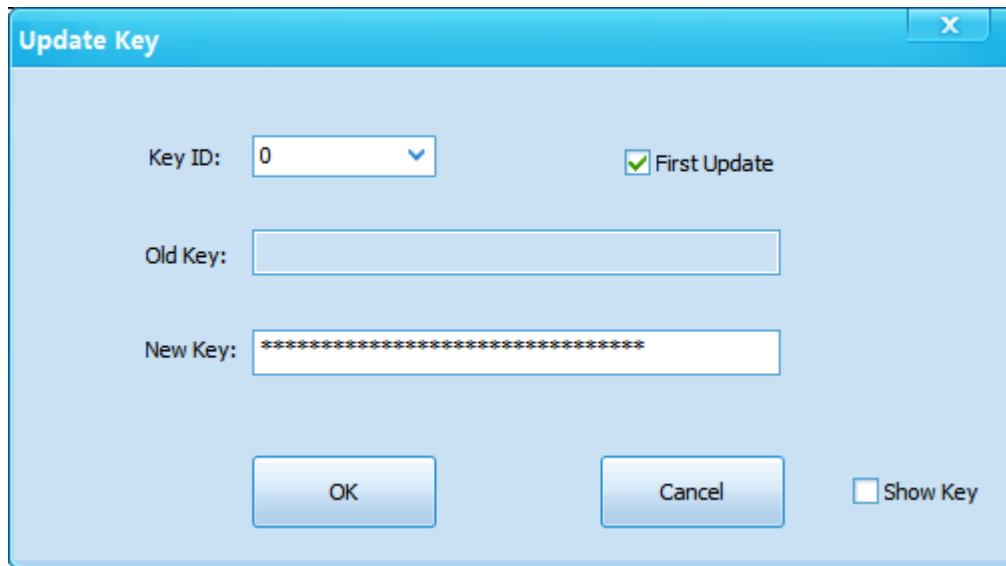 Update Key
Key ID: 0
First Update
Old Key:
New Key: ********************************
OK
Cancel
Show Key